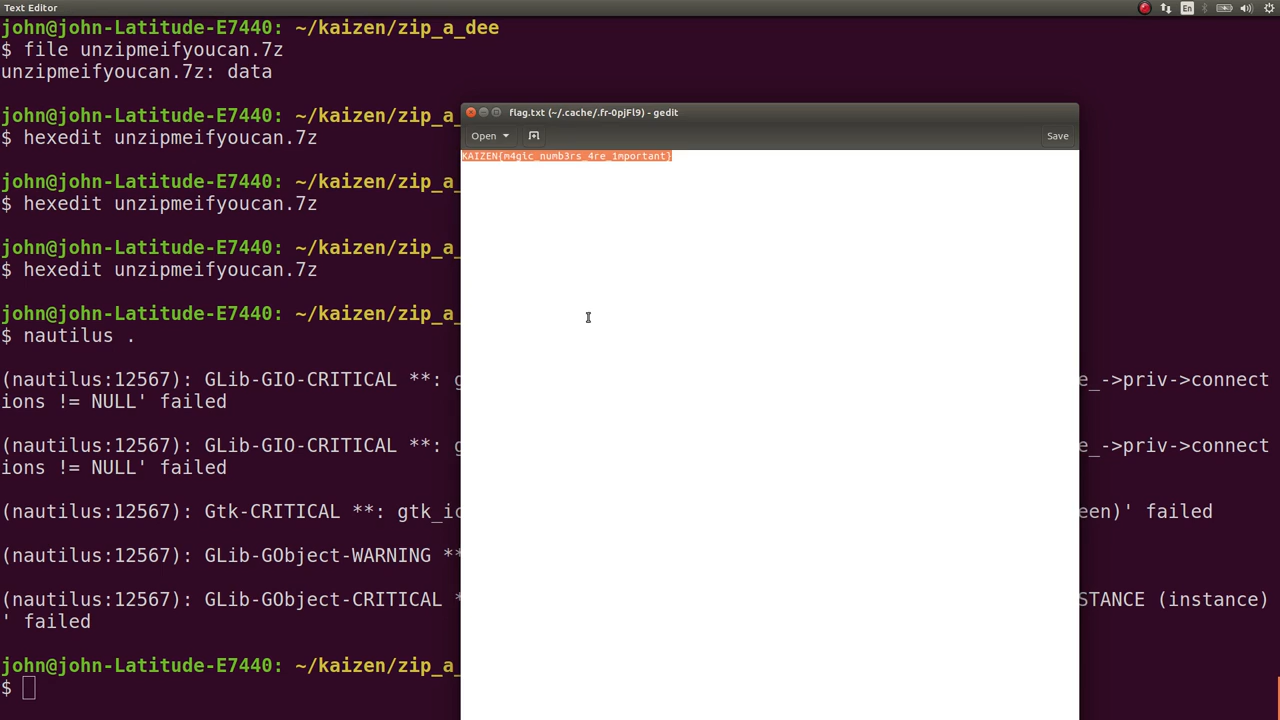 Text Editor
En
john@john-Latitude-E7440: ~/kaizen/zip_a_dee
$ file unzipmeifyoucan.7z
unzipmeifyoucan.7z: data
john@john-Latitude-E7440: ~/kaizen/zip_a_
$ hexedit unzipmeifyoucan.7z
john@john-Latitude-E7440: ~/kaizen/zip_a_
$ hexedit unzipmeifyoucan.7z
john@john-Latitude-E7440: ~/kaizen/zip_a_
$ hexedit unzipmeifyoucan.7z
john@john-Latitude-E7440: ~/kaizen/zip_a_
$ nautilus .
(nautilus:12567): GLib-GIO-CRITICAL **: g e_->priv->connect
ions != NULL' failed
(nautilus:12567): GLib-GIO-CRITICAL **: g e_->priv->connect
ions != NULL' failed
(nautilus:12567): Gtk-CRITICAL **: gtk_ic een)' failed
(nautilus:12567): GLib-GObject-WARNING **
(nautilus:12567): GLib-GObject-CRITICAL * STANCE (instance)
' failed
john@john-Latitude-E7440: ~/kaizen/zip_a_
$
flag.txt (~/.cache/.fr-0pJFl9) - gedit
Open
Save
KAIZEN{m4gic_numb3rs_4re_1mportant}